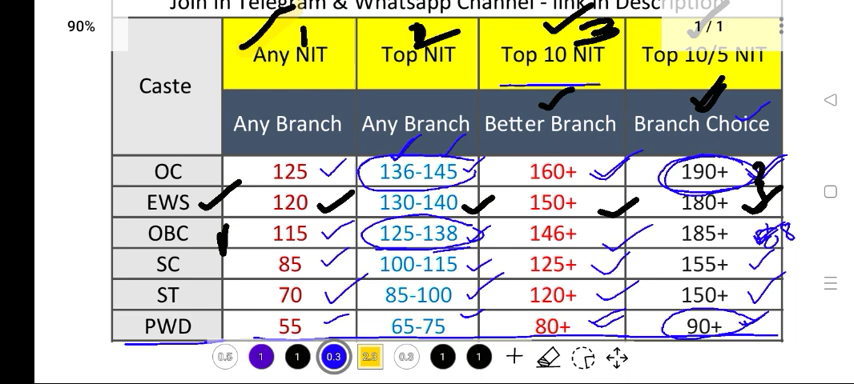 Join in Telegram & Whatsapp Channel - link in Description
90%
1/1
1 2 3
Caste Any NIT Top NIT Top 10 NIT Top 10/5 NIT
Any Branch Any Branch Better Branch Branch Choice
OC 125 136-145 160+ 190+
EWS 120 130-140 150+ 180+
OBC 115 125-138 146+ 185+
SC 85 100-115 125+ 155+
ST 70 85-100 120+ 150+
PWD 55 65-75 80+ 90+
0.5 1 1 0.3 2.3 0.3 1 1